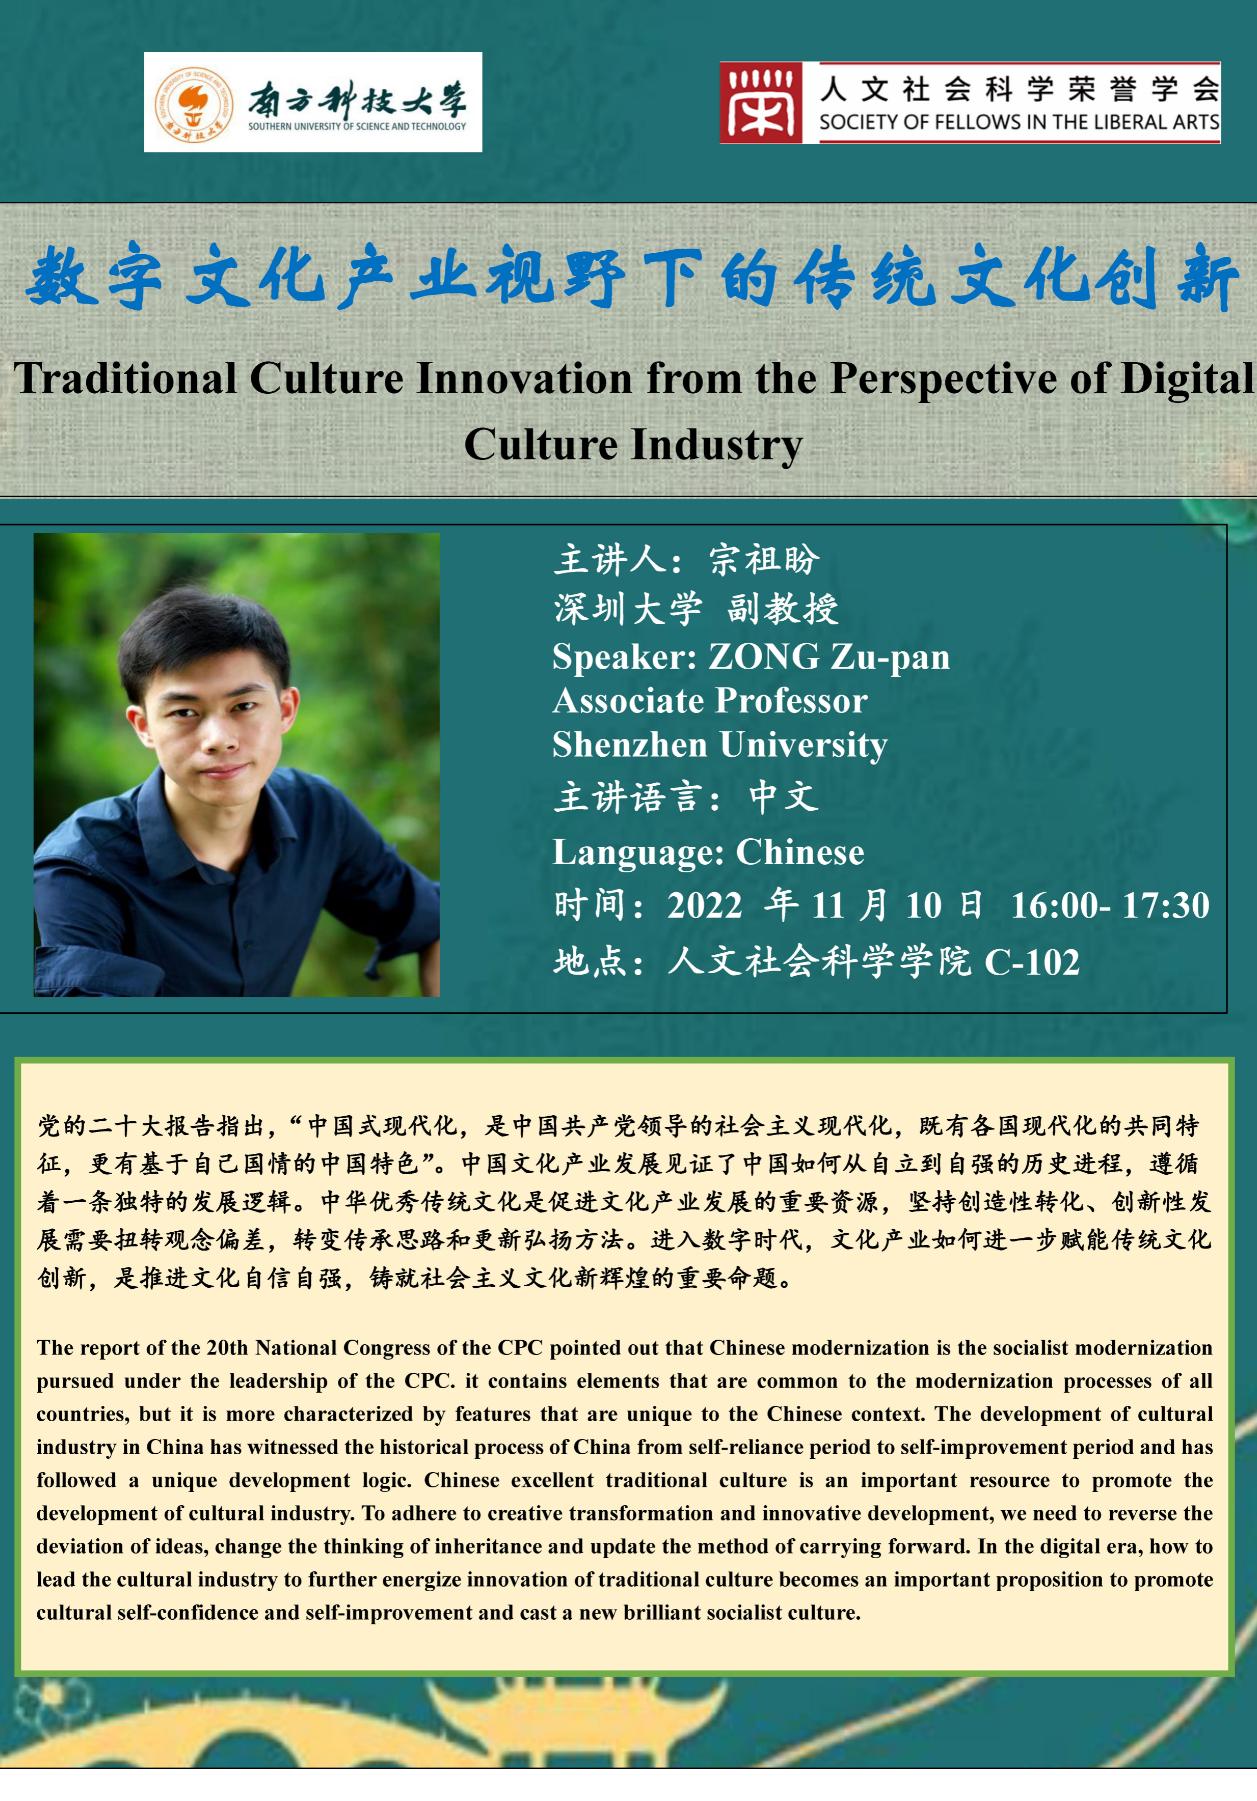 南方科技大学
SOUTHERN UNIVERSITY OF SCIENCE AND TECHNOLOGY
人文社会科学荣誉学会
SOCIETY OF FELLOWS IN THE LIBERAL ARTS
数字文化产业视野下的传统文化创新
Traditional Culture Innovation from the Perspective of Digital
Culture Industry
主讲人：宗祖盼
深圳大学 副教授
Speaker: ZONG Zu-pan
Associate Professor
Shenzhen University
主讲语言：中文
Language: Chinese
时间：2022 年 11 月 10 日 16:00- 17:30
地点：人文社会科学学院 C-102
党的二十大报告指出，“中国式现代化，是中国共产党领导的社会主义现代化，既有各国现代化的共同特
征，更有基于自己国情的中国特色”。中国文化产业发展见证了中国如何从自立到自强的历史进程，遵循
着一条独特的发展逻辑。中华优秀传统文化是促进文化产业发展的重要资源，坚持创造性转化、创新性发
展需要扭转观念偏差，转变传承思路和更新弘扬方法。进入数字时代，文化产业如何进一步赋能传统文化
创新，是推进文化自信自强，铸就社会主义文化新辉煌的重要命题。
The report of the 20th National Congress of the CPC pointed out that Chinese modernization is the socialist modernization
pursued under the leadership of the CPC. it contains elements that are common to the modernization processes of all
countries, but it is more characterized by features that are unique to the Chinese context. The development of cultural
industry in China has witnessed the historical process of China from self-reliance period to self-improvement period and has
followed a unique development logic. Chinese excellent traditional culture is an important resource to promote the
development of cultural industry. To adhere to creative transformation and innovative development, we need to reverse the
deviation of ideas, change the thinking of inheritance and update the method of carrying forward. In the digital era, how to
lead the cultural industry to further energize innovation of traditional culture becomes an important proposition to promote
cultural self-confidence and self-improvement and cast a new brilliant socialist culture.